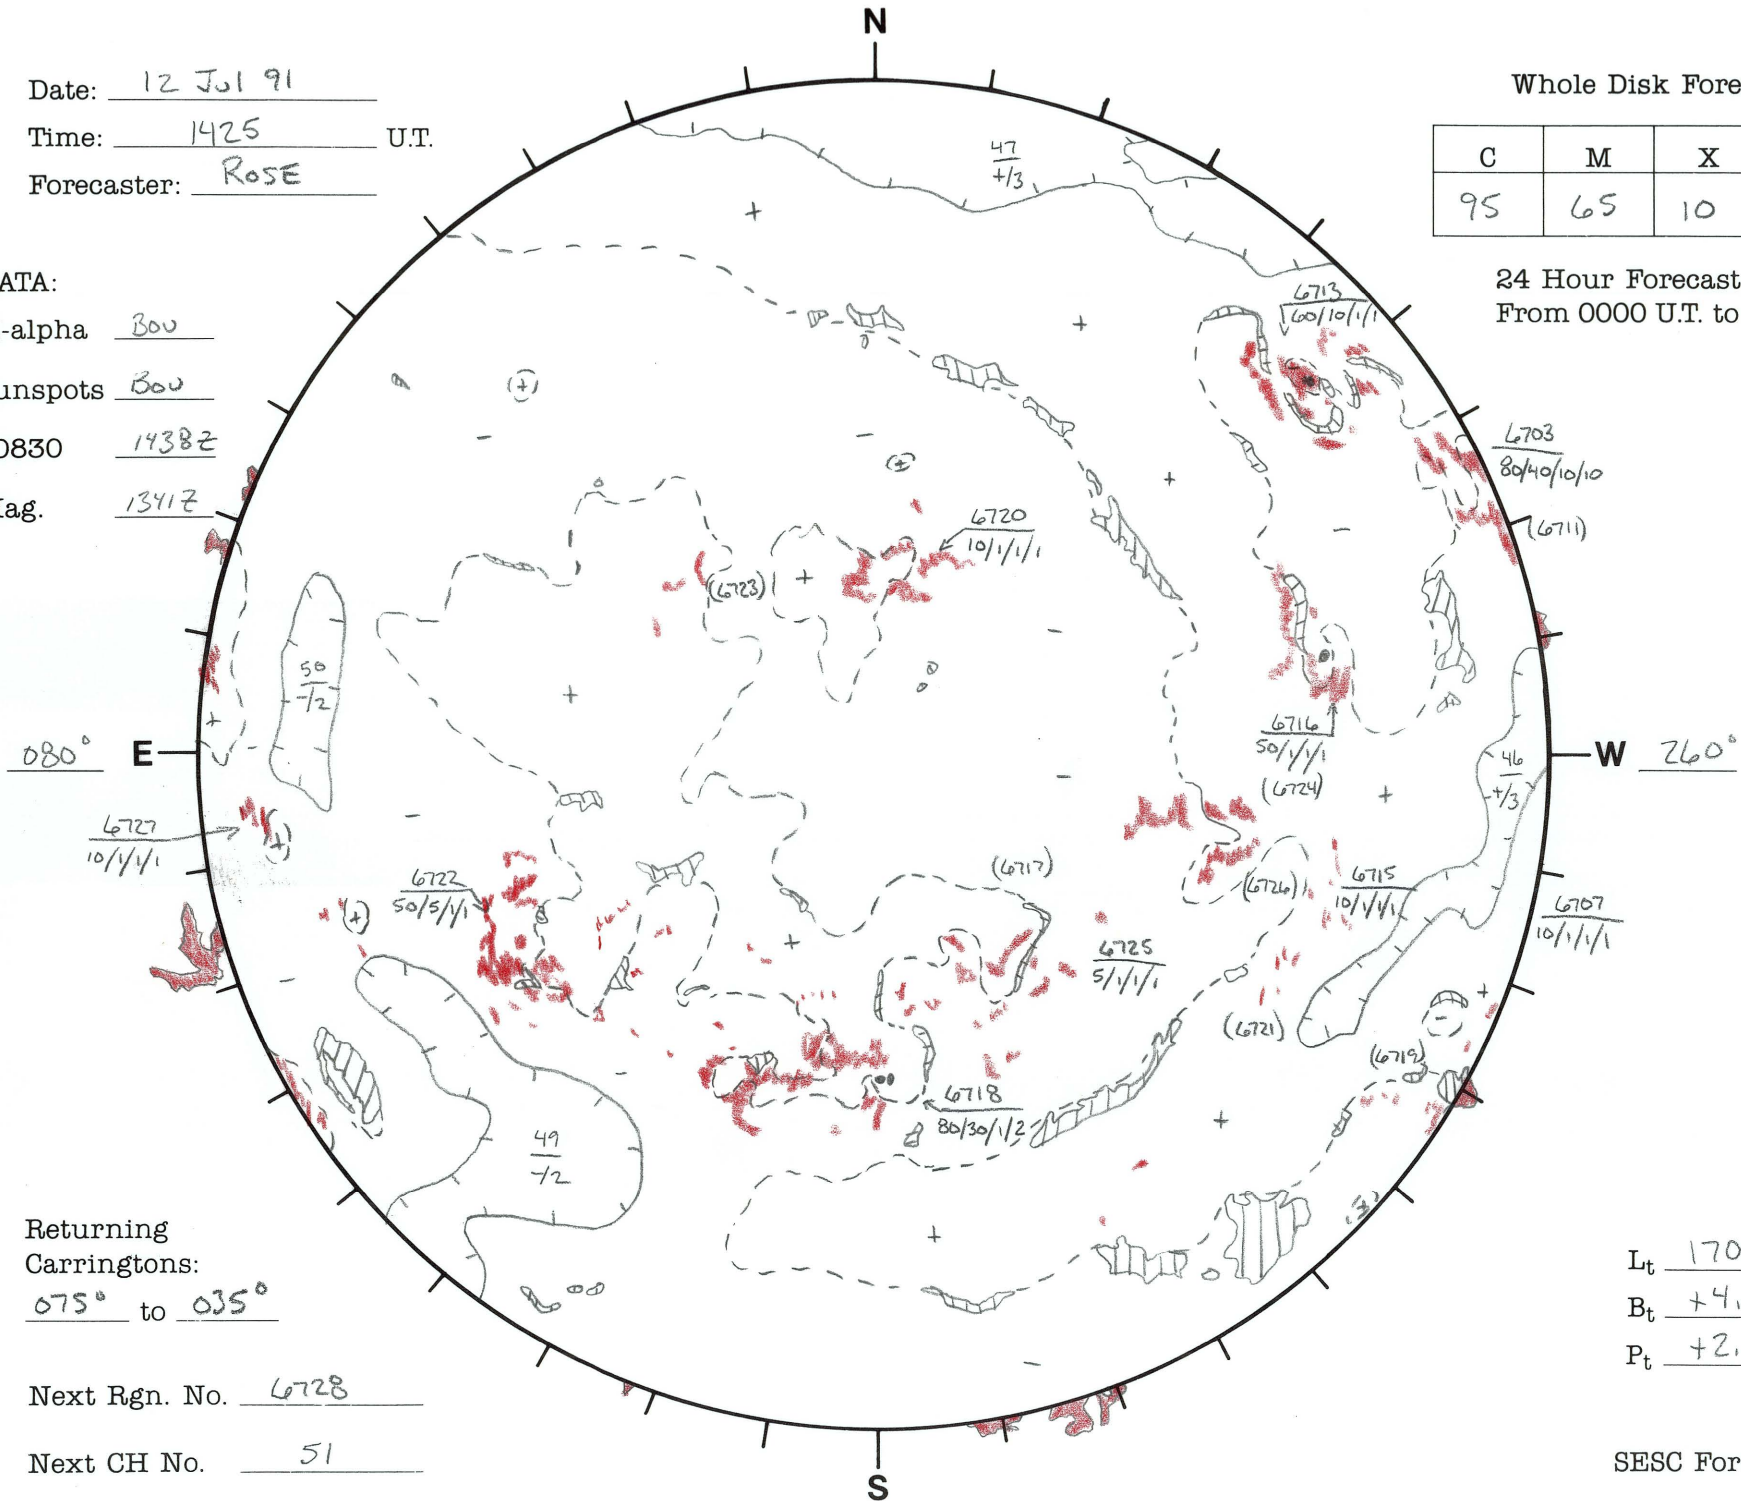 N
Date: 12 Jul 91
Time: 1425 U.T.
Forecaster: ROSE
Whole Disk Fore
C M X
95 65 10
24 Hour Forecast
From 0000 U.T. to
ATA:
-alpha Bou
unspots Bou
0830 1438Z
Mag. 1341Z
47
+/3
6713
60/10/1/1
6703
80/40/10/10
(6711)
6720
10/1/1/1
(6723)
50
-/2
6716
50/1/1/1
(6724)
080° E
W 260°
46
+/3
6727
10/1/1/1
6722
50/5/1/1
(6717)
(6726)
6715
10/1/1/1
6707
10/1/1/1
6725
5/1/1/1
(6721)
(6719)
6718
80/30/1/2
49
-/2
Returning
Carringtons:
075° to 035°
Next Rgn. No. 6728
Next CH No. 51
Lt 170
Bt +4.
Pt +2.
SESC For
S